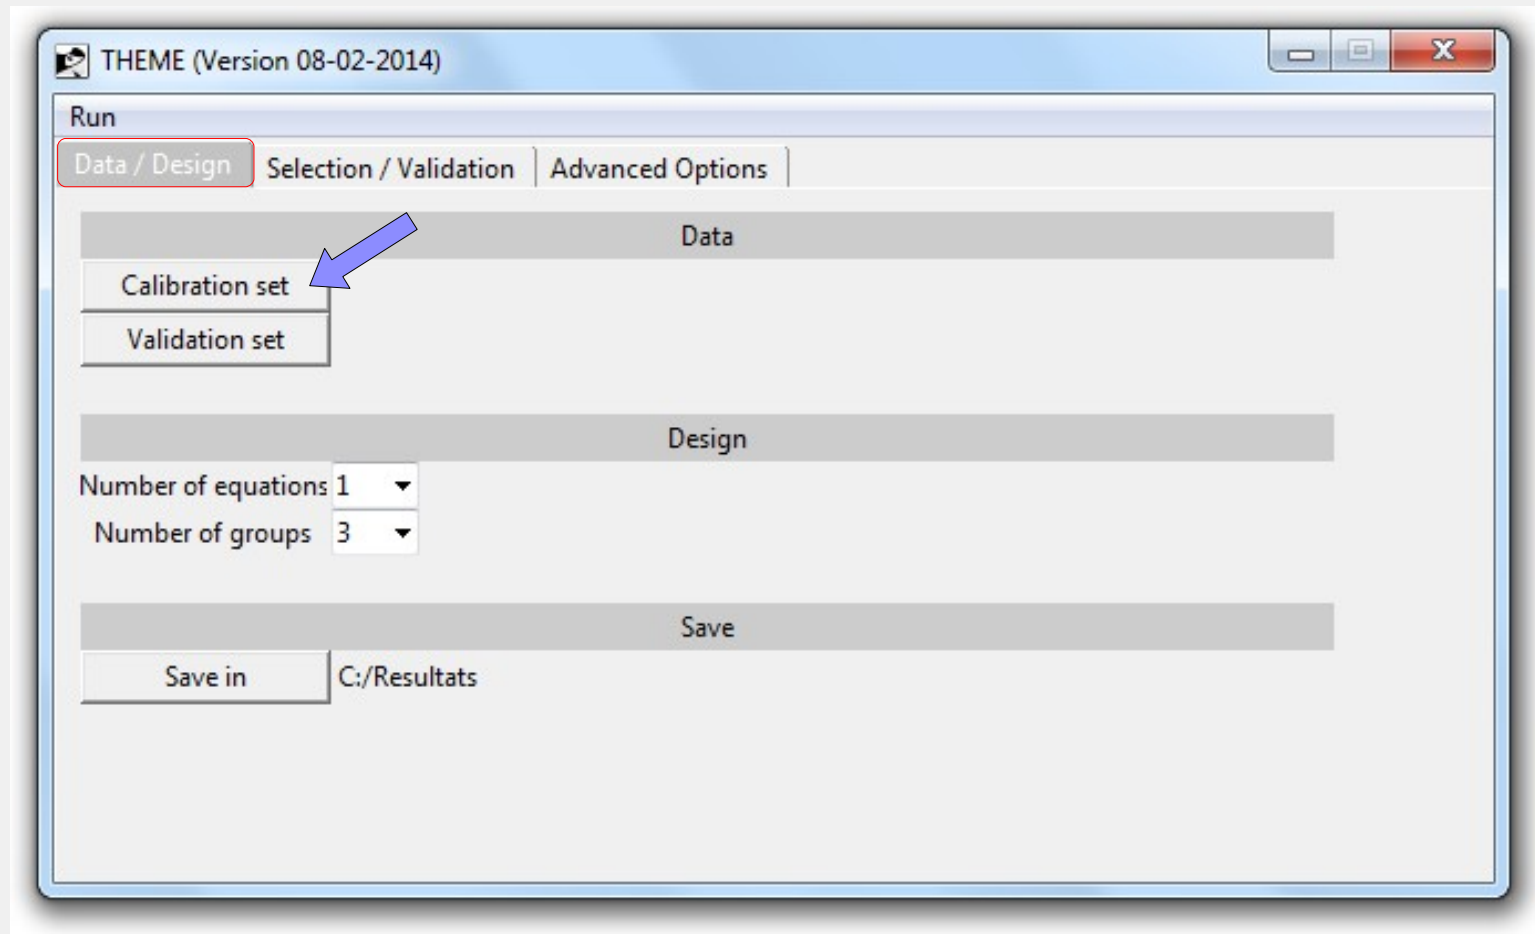 THEME (Version 08-02-2014)
Run
Data / Design Selection / Validation Advanced Options
Data
Calibration set
Validation set
Design
Number of equations 1
Number of groups 3
Save
Save in C:/Resultats